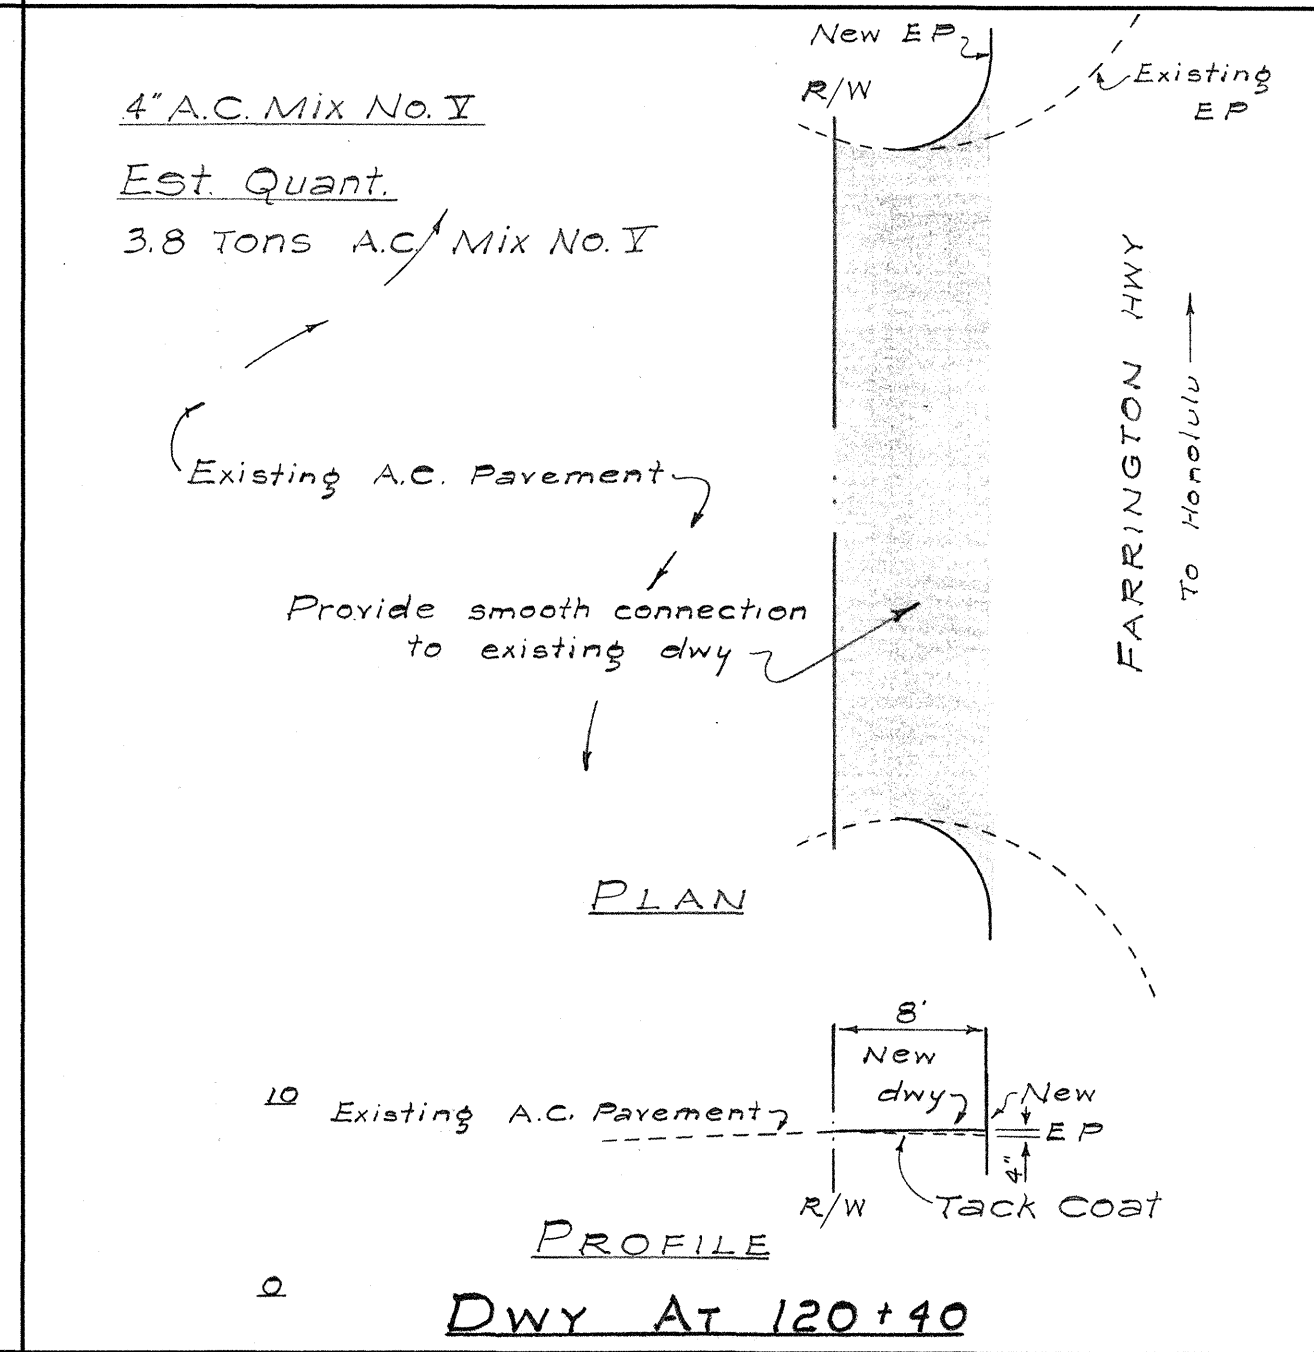 New EP
R/W
Existing
EP
4" A.C. Mix No. V
Est. Quant.
3.8 Tons A.C. Mix No. V
FARRINGTON HWY
To Honolulu
Existing A.C. Pavement
Provide smooth connection
to existing dwy
PLAN
8'
New
dwy
New
EP
10
Existing A.C. Pavement
4"
R/W
Tack Coat
PROFILE
0
DWY AT 120+40